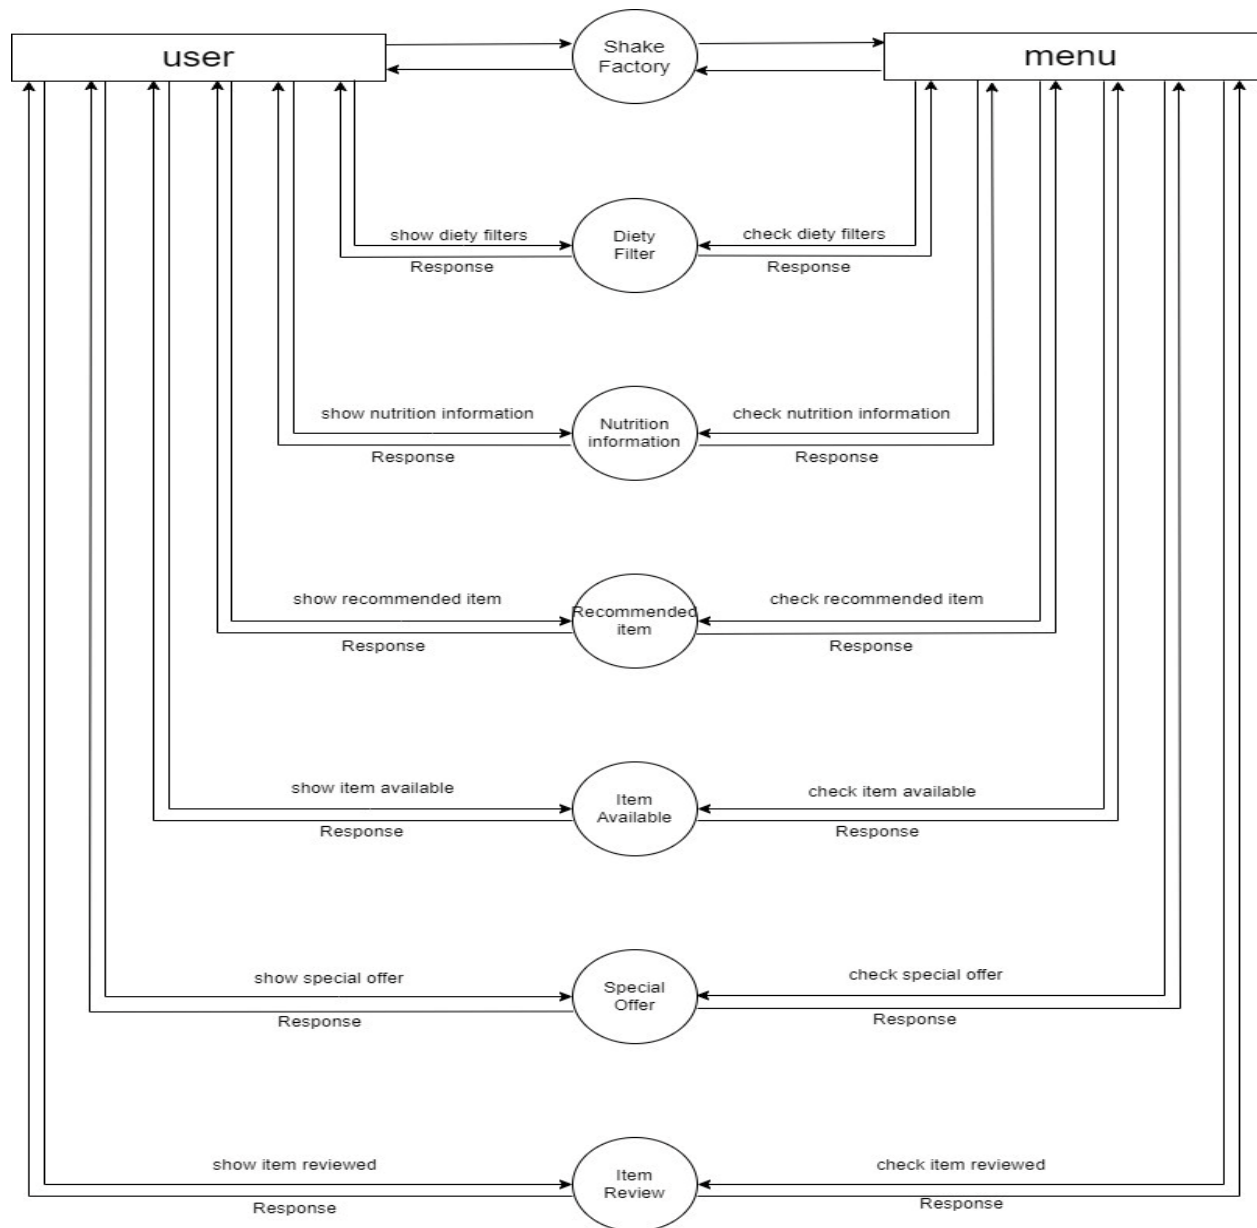 user
Shake
Factory
menu
show diety filters
Diety
Filter
check diety filters
Response
Response
show nutrition information
Nutrition
information
check nutrition information
Response
Response
show recommended item
Recommended
item
check recommended item
Response
Response
show item available
Item
Available
check item available
Response
Response
show special offer
Special
Offer
check special offer
Response
Response
show item reviewed
Item
Review
check item reviewed
Response
Response